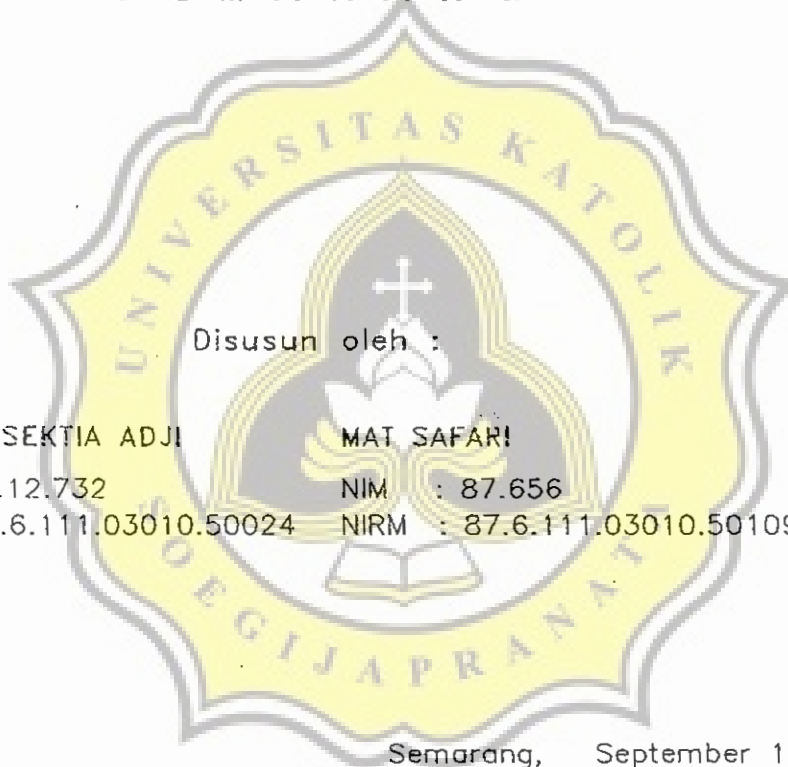 UNIVERSITAS KATOLIK
Disusun oleh :
SEKTIA ADJI MAT SAFARI
.12.732 NIM : 87.656
.6.111.03010.50024 NIRM : 87.6.111.03010.50109
SOEGIJAPRANATA
Semarang, September 1